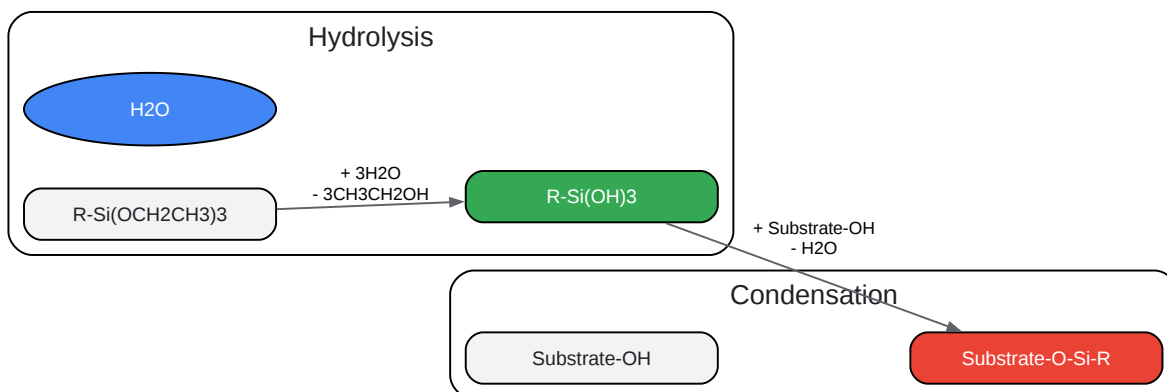 Hydrolysis
H2O
R-Si(OCH2CH3)3
+ 3H2O
- 3CH3CH2OH
R-Si(OH)3
+ Substrate-OH
- H2O
Condensation
Substrate-OH
Substrate-O-Si-R